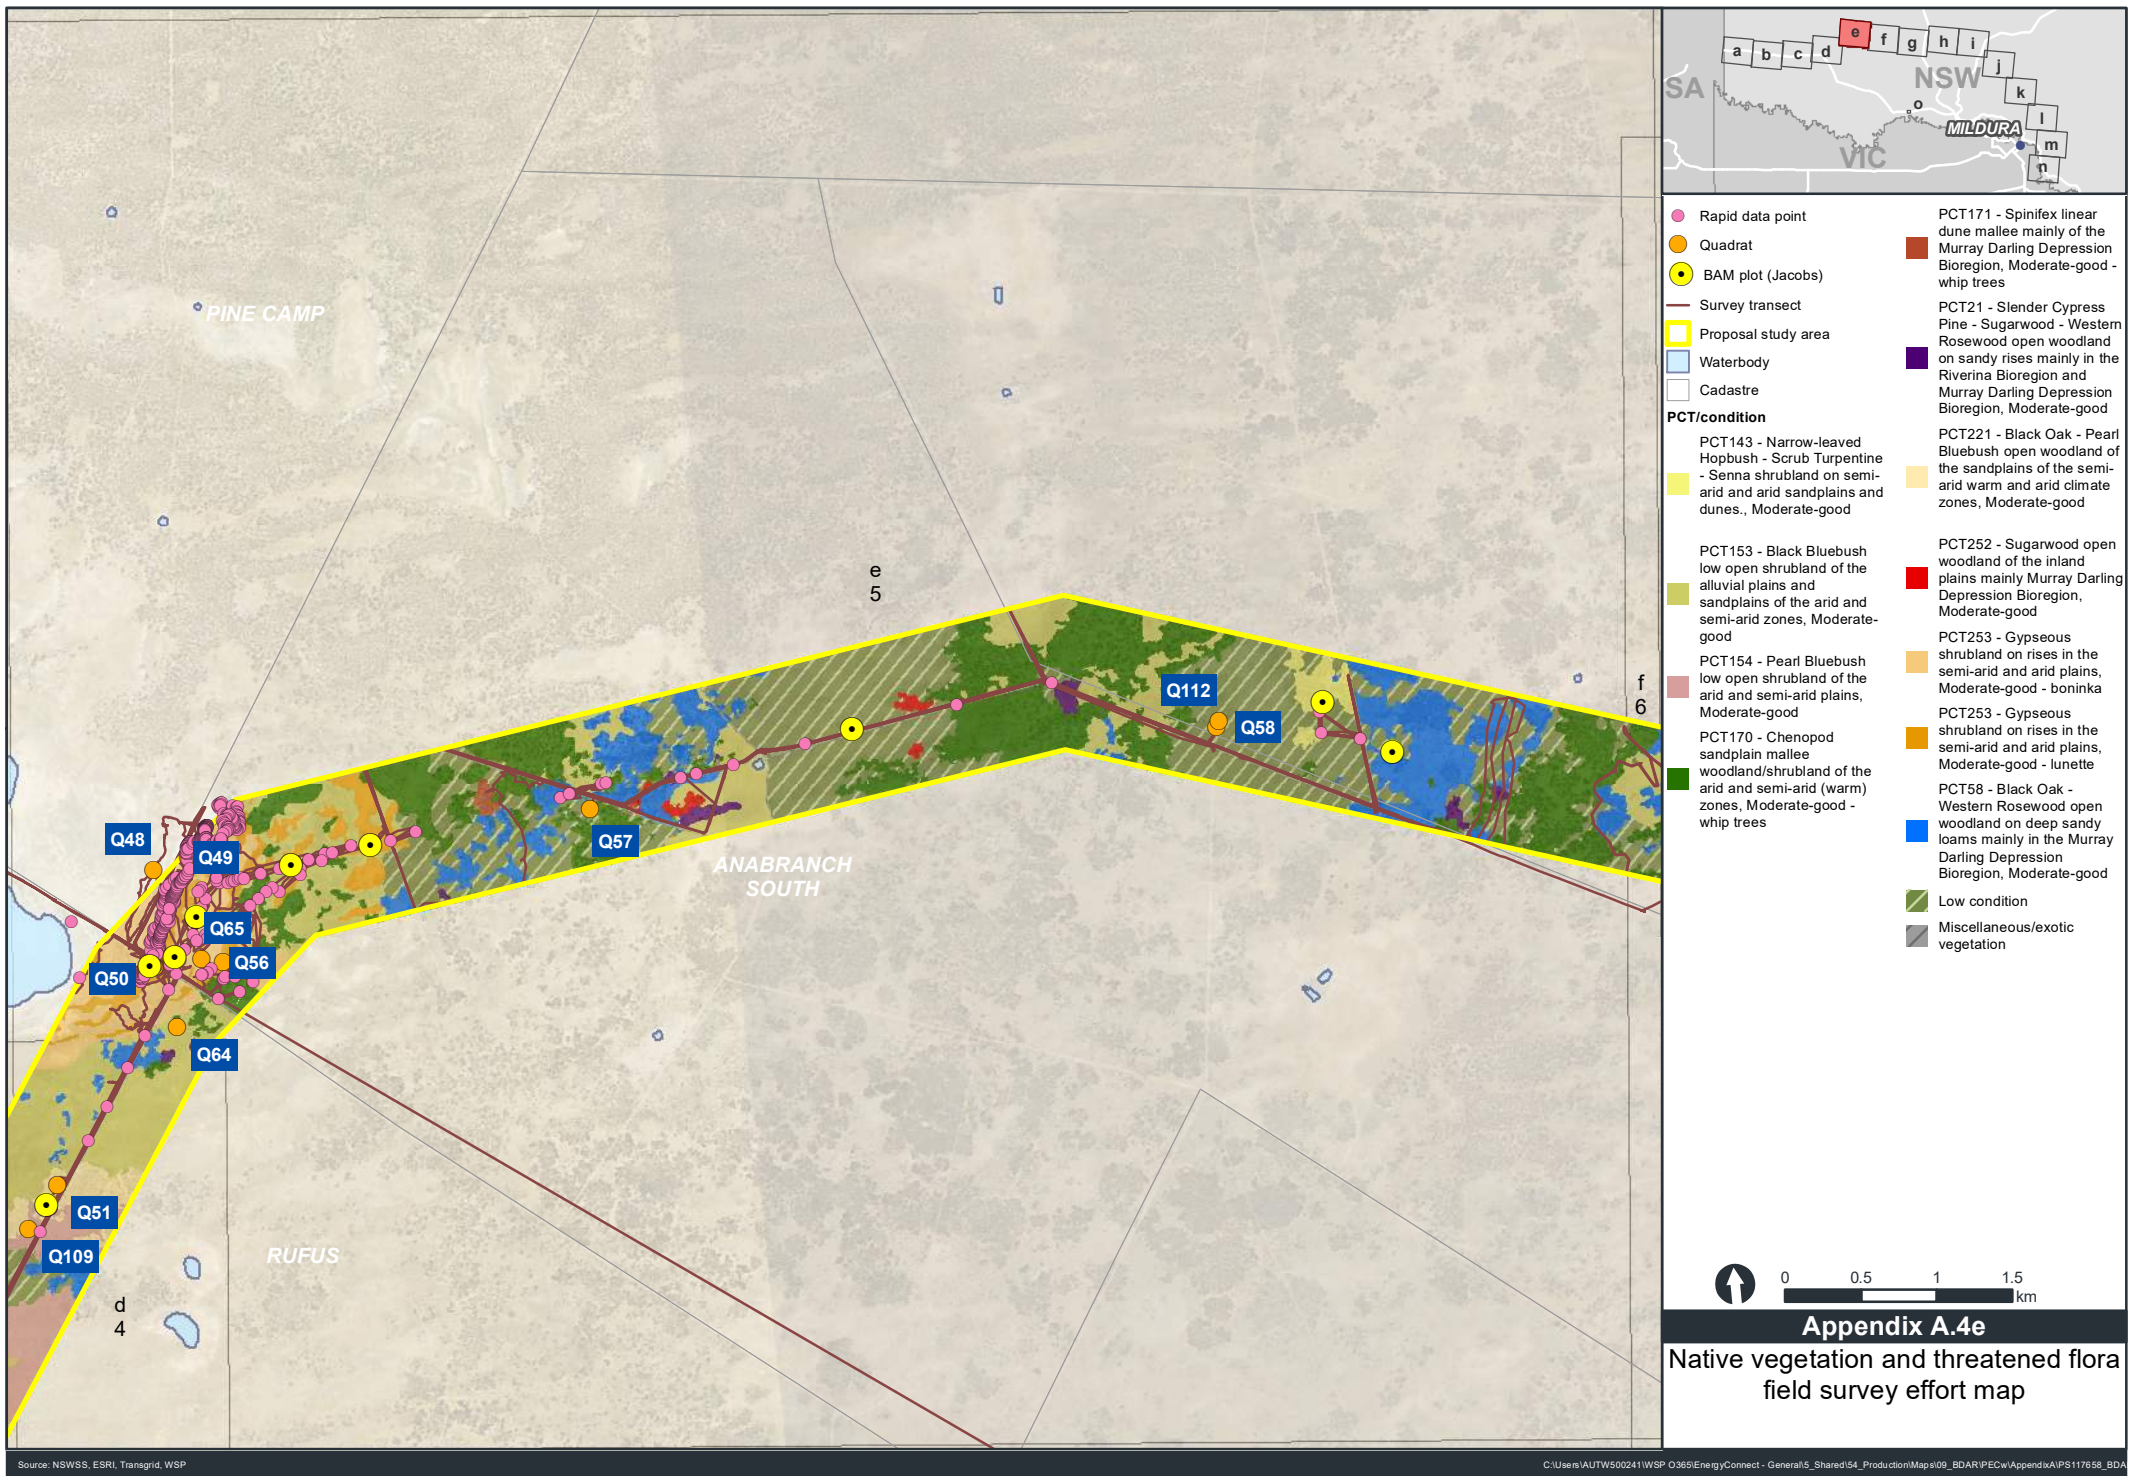 PINE CAMP
e
5
f
6
Q112
Q58
Q57
ANABRANCH
SOUTH
Q48
Q49
Q65
Q56
Q50
Q64
Q51
Q109
RUFUS
d
4
a
b
c
d
e
f
g
h
i
j
k
l
m
n
o
SA
NSW
VIC
MILDURA
Rapid data point
Quadrat
BAM plot (Jacobs)
Survey transect
Proposal study area
Waterbody
Cadastre
PCT/condition
PCT143 - Narrow-leaved
Hopbush - Scrub Turpentine
- Senna shrubland on semi-
arid and arid sandplains and
dunes., Moderate-good
PCT153 - Black Bluebush
low open shrubland of the
alluvial plains and
sandplains of the arid and
semi-arid zones, Moderate-
good
PCT154 - Pearl Bluebush
low open shrubland of the
arid and semi-arid plains,
Moderate-good
PCT170 - Chenopod
sandplain mallee
woodland/shrubland of the
arid and semi-arid (warm)
zones, Moderate-good -
whip trees
PCT171 - Spinifex linear
dune mallee mainly of the
Murray Darling Depression
Bioregion, Moderate-good -
whip trees
PCT21 - Slender Cypress
Pine - Sugarwood - Western
Rosewood open woodland
on sandy rises mainly in the
Riverina Bioregion and
Murray Darling Depression
Bioregion, Moderate-good
PCT221 - Black Oak - Pearl
Bluebush open woodland of
the sandplains of the semi-
arid warm and arid climate
zones, Moderate-good
PCT252 - Sugarwood open
woodland of the inland
plains mainly Murray Darling
Depression Bioregion,
Moderate-good
PCT253 - Gypseous
shrubland on rises in the
semi-arid and arid plains,
Moderate-good - boninka
PCT253 - Gypseous
shrubland on rises in the
semi-arid and arid plains,
Moderate-good - lunette
PCT58 - Black Oak -
Western Rosewood open
woodland on deep sandy
loams mainly in the Murray
Darling Depression
Bioregion, Moderate-good
Low condition
Miscellaneous/exotic
vegetation
0 0.5 1 1.5
km
Appendix A.4e
Native vegetation and threatened flora
field survey effort map
Source: NSWSS, ESRI, Transgrid, WSP
C:\Users\AUTW500241\WSP O365\EnergyConnect - General\5_Shared\54_Production\Maps\09_BDAR\PECw\AppendixA\PS117658_BDA